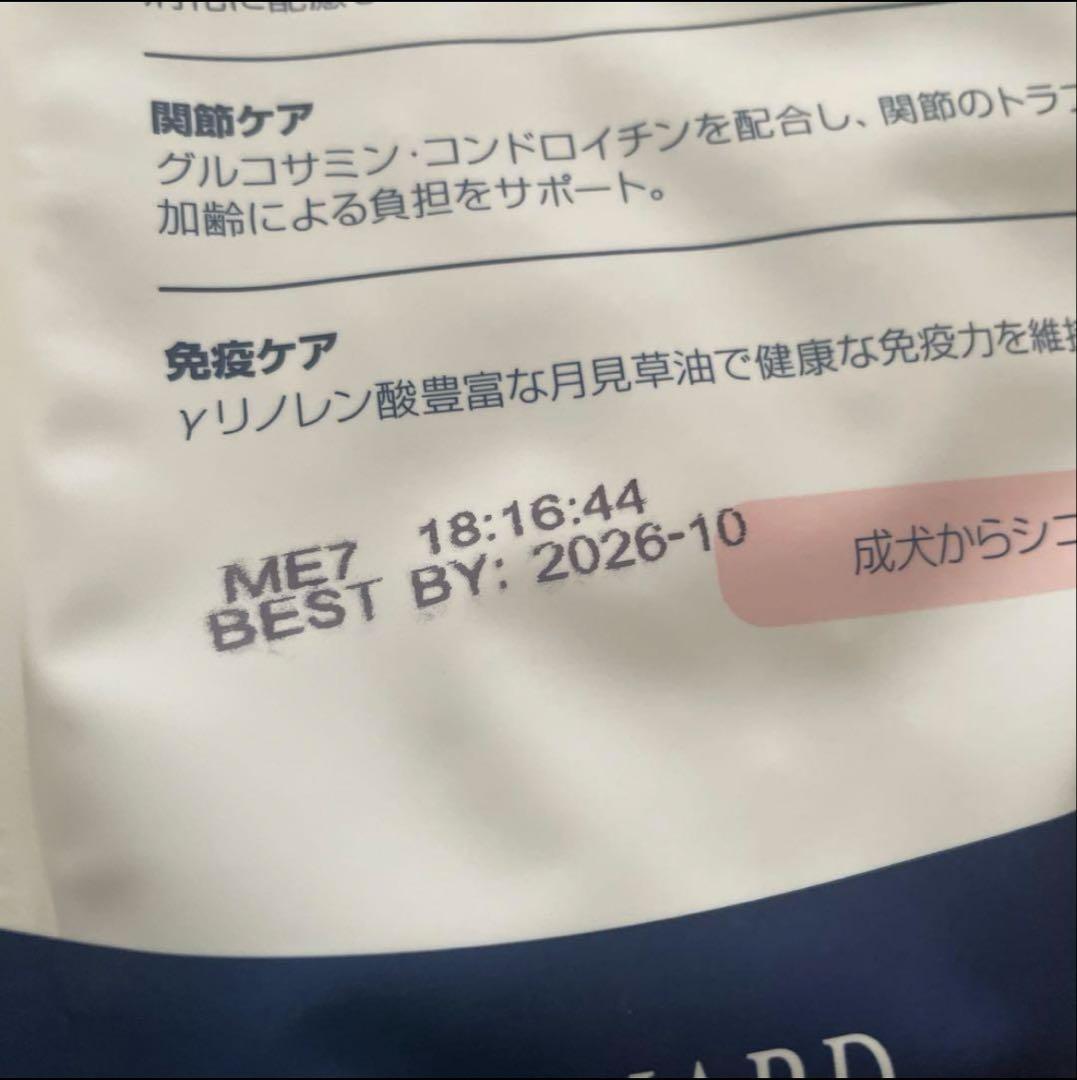 関節ケア
グルコサミン・コンドロイチンを配合し、関節のトラブ
加齢による負担をサポート。
免疫ケア
γリノレン酸豊富な月見草油で健康な免疫力を維持
ME7 18:16:44
BEST BY: 2026-10
成犬からシニ
ARD